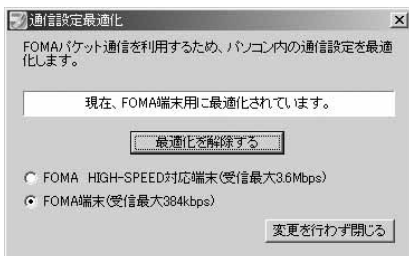 通信設定最適化
FOMAパケット通信を利用するため、パソコン内の通信設定を最適
化します。
現在、FOMA端末用に最適化されています。
最適化を解除する
FOMA HIGH-SPEED対応端末(受信最大3.6Mbps)
FOMA端末(受信最大384kbps)
変更を行わず閉じる